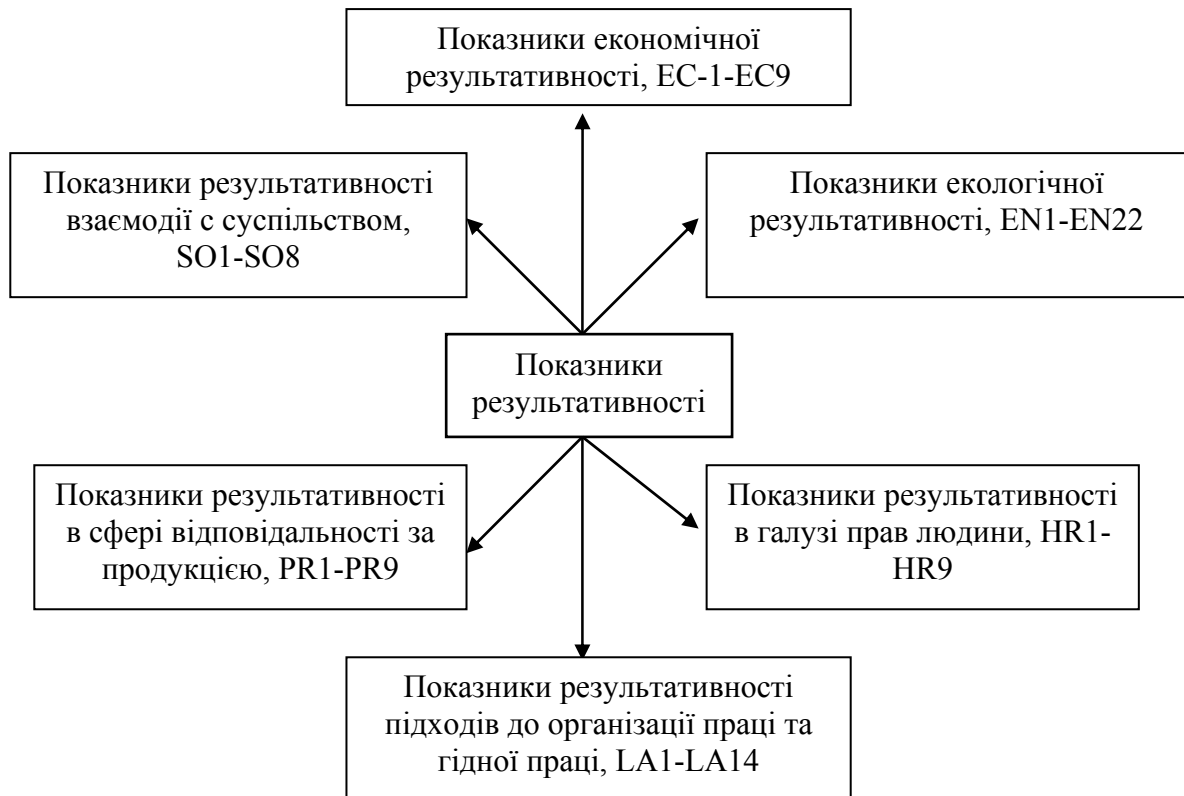 Показники економічної
результативності, EC-1-EC9
Показники результативності
взаємодії с суспільством,
SO1-SO8
Показники екологічної
результативності, EN1-EN22
Показники
результативності
Показники результативності
в сфері відповідальності за
продукцією, PR1-PR9
Показники результативності
в галузі прав людини, HR1-
HR9
Показники результативності
підходів до організації праці та
гідної праці, LA1-LA14